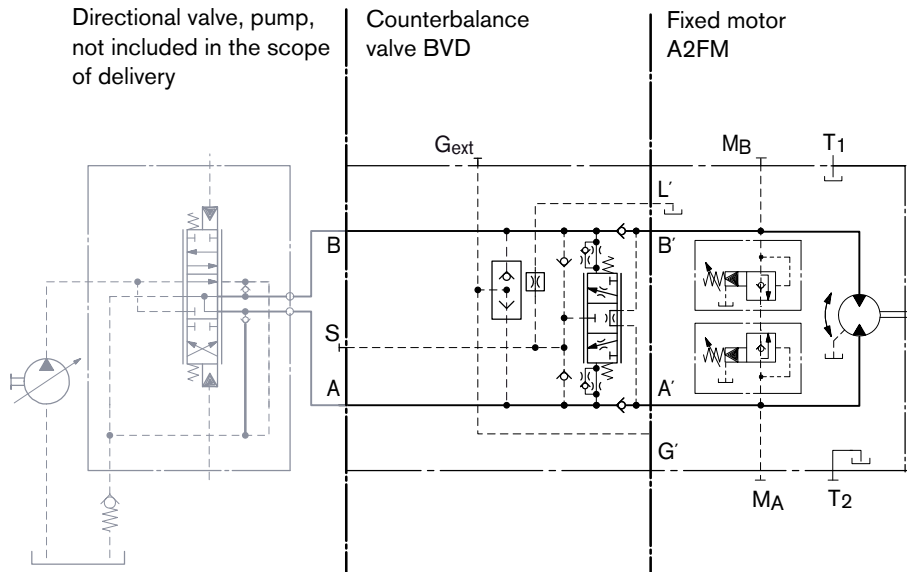 Directional valve, pump,
not included in the scope
of delivery
Counterbalance
valve BVD
Fixed motor
A2FM
Gext
MB
T1
L′
B
B′
S
A
A′
G′
MA
T2